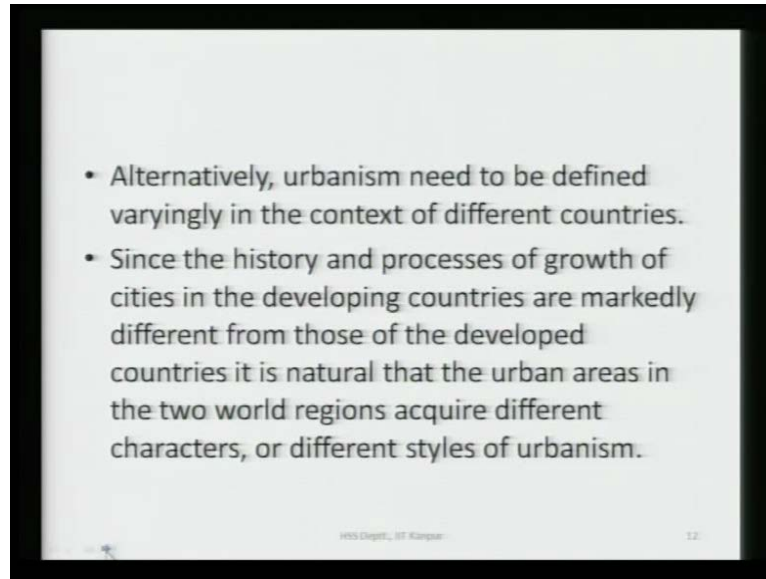 • Alternatively, urbanism need to be defined
varyingly in the context of different countries.
• Since the history and processes of growth of
cities in the developing countries are markedly
different from those of the developed
countries it is natural that the urban areas in
the two world regions acquire different
characters, or different styles of urbanism.
HSS Deptt., IIT Kanpur
12